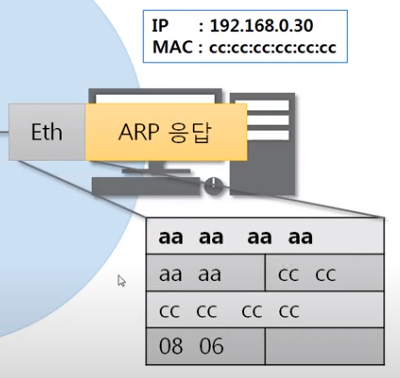 IP : 192.168.0.30
MAC : cc:cc:cc:cc:cc:cc
Eth ARP 응답
aa aa aa aa
aa aa cc cc
cc cc cc cc
08 06